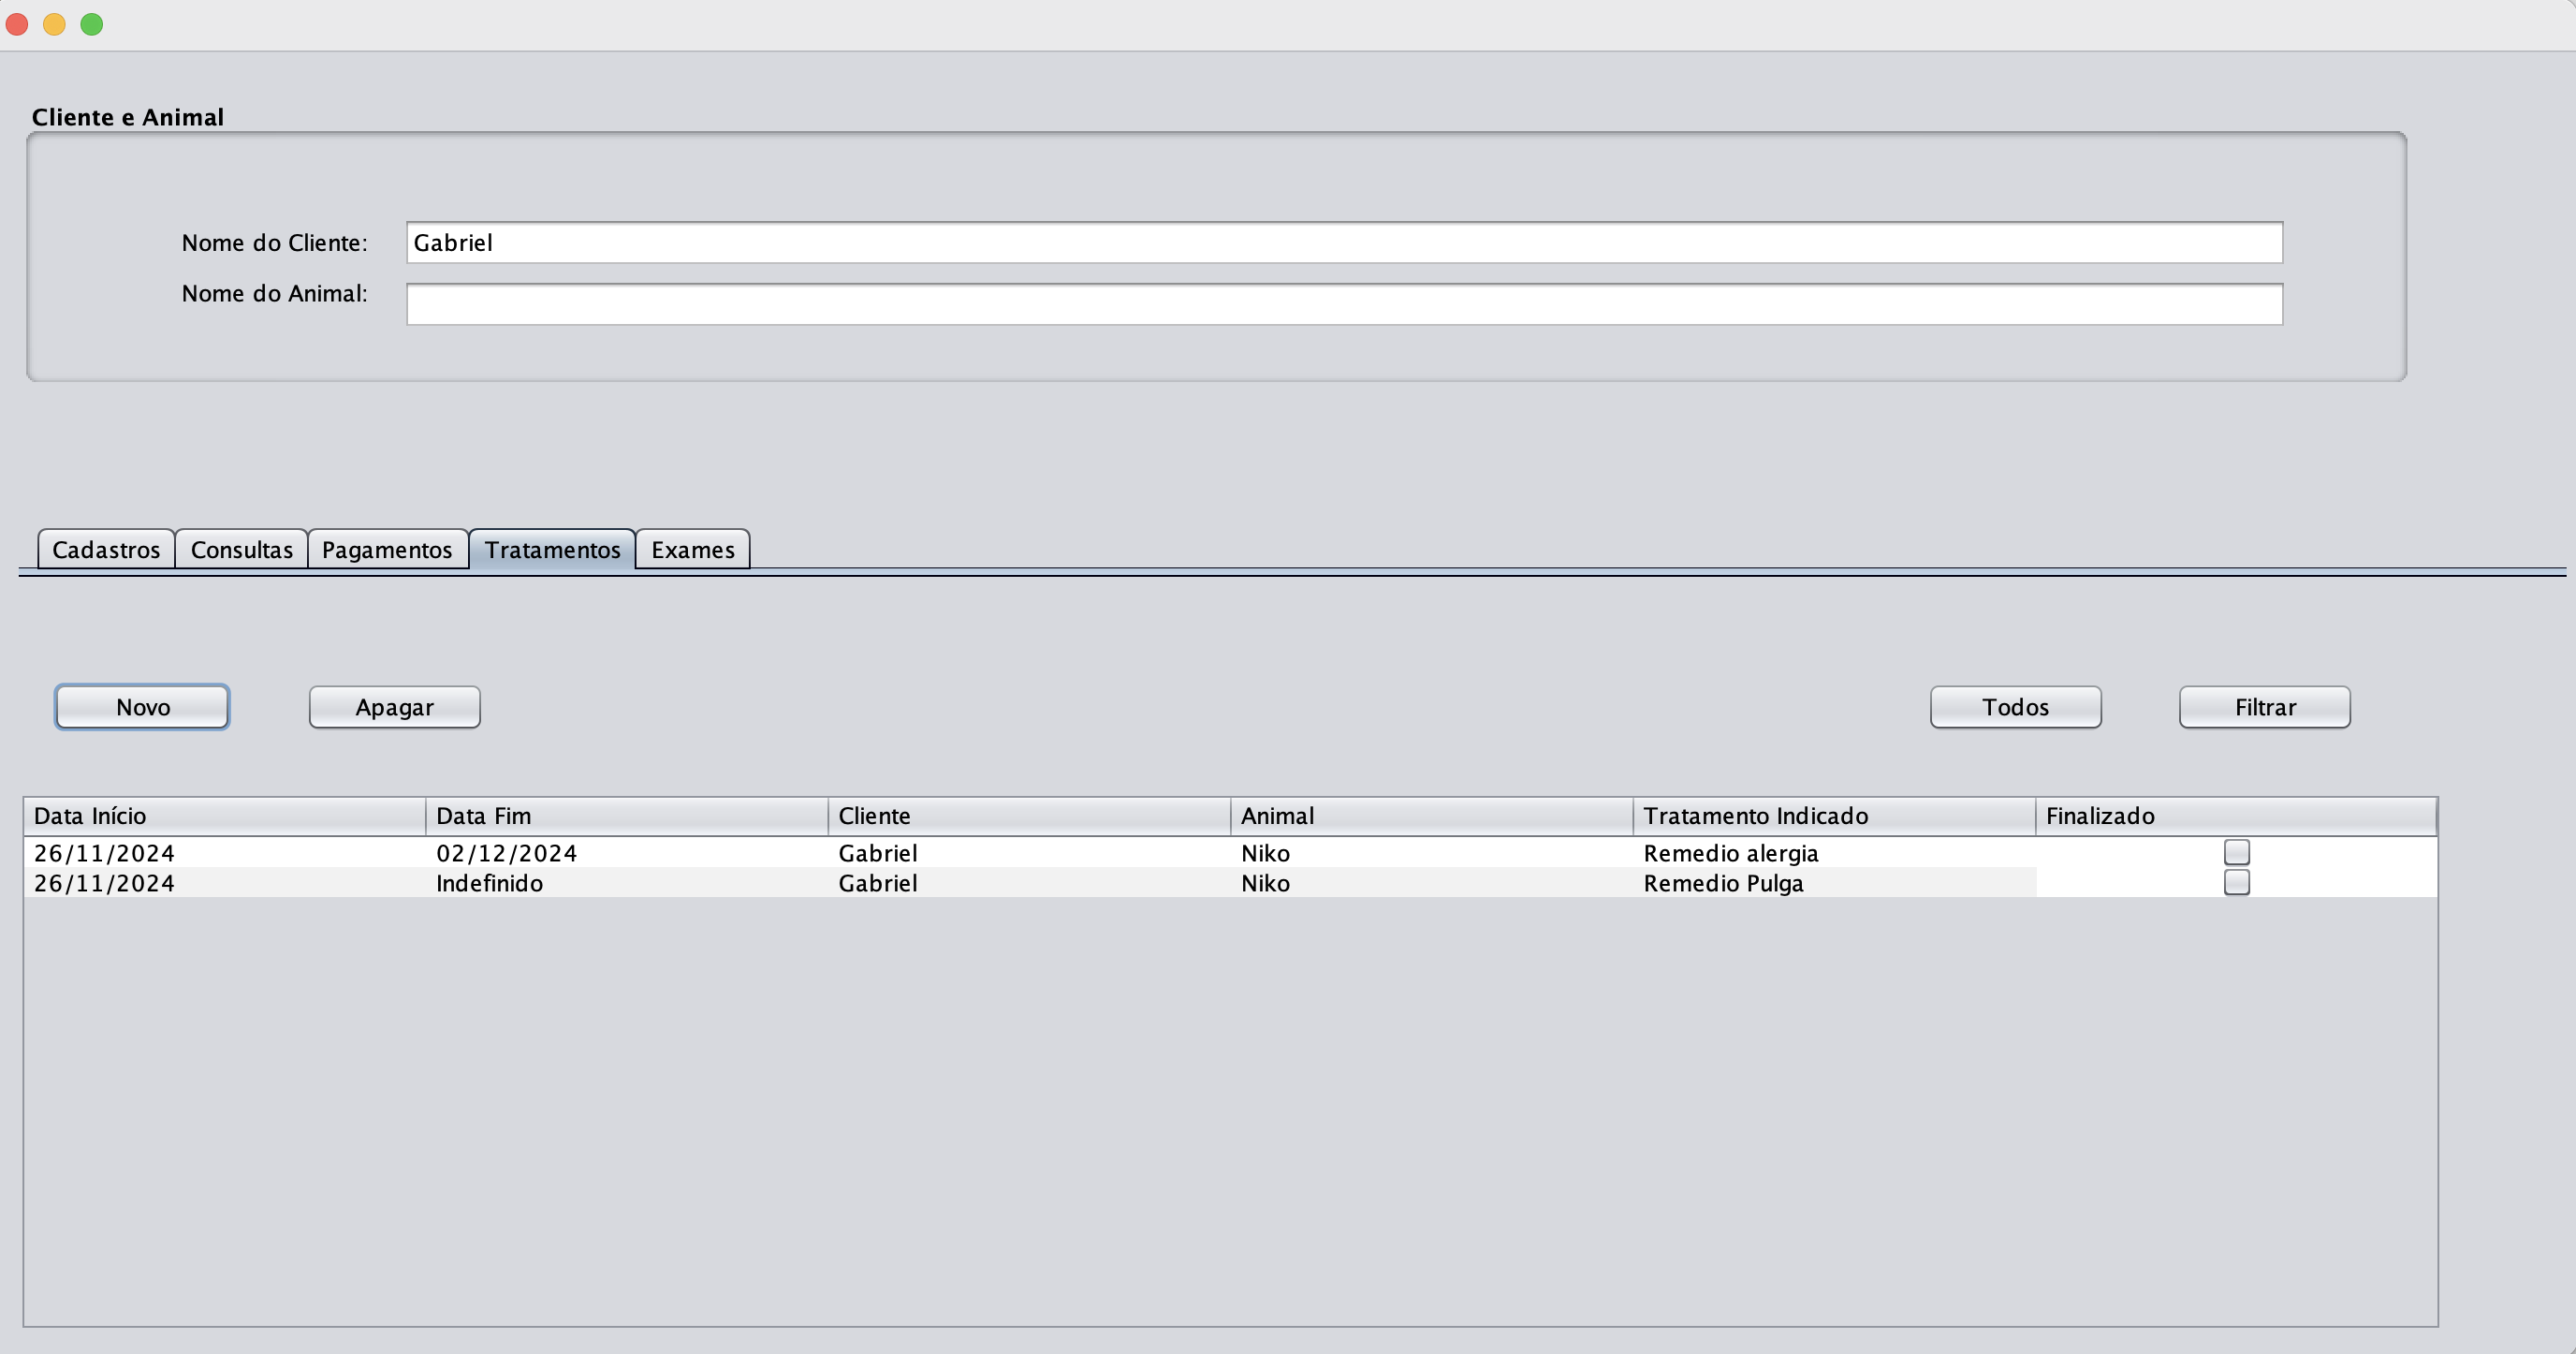 Cliente e Animal
Nome do Cliente: Gabriel
Nome do Animal:
Cadastros Consultas Pagamentos Tratamentos Exames
Novo Apagar Todos Filtrar
Data Início Data Fim Cliente Animal Tratamento Indicado Finalizado
26/11/2024 02/12/2024 Gabriel Niko Remedio alergia
26/11/2024 Indefinido Gabriel Niko Remedio Pulga